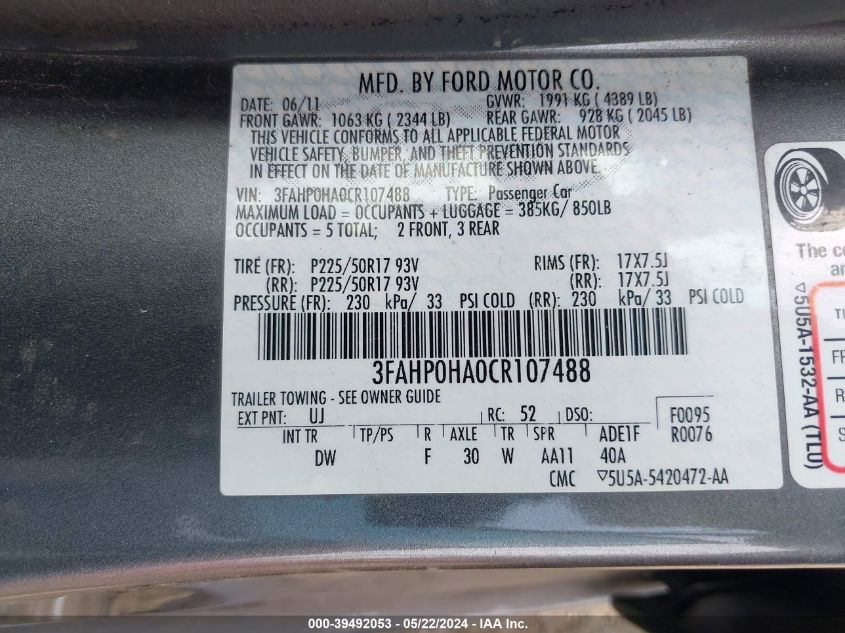 MFD. BY FORD MOTOR CO.
DATE: 06/11 GVWR: 1991 KG ( 4389 LB)
FRONT GAWR: 1063 KG ( 2344 LB) REAR GAWR: 928 KG ( 2045 LB)
THIS VEHICLE CONFORMS TO ALL APPLICABLE FEDERAL MOTOR
VEHICLE SAFETY, BUMPER, AND THEFT PREVENTION STANDARDS
IN EFFECT ON THE DATE OF MANUFACTURE SHOWN ABOVE.
VIN: 3FAHP0HA0CR107488 TYPE: Passenger Car
MAXIMUM LOAD = OCCUPANTS + LUGGAGE = 385KG/ 850LB
OCCUPANTS = 5 TOTAL; 2 FRONT, 3 REAR
TIRE (FR): P225/50R17 93V RIMS (FR): 17X7.5J
(RR): P225/50R17 93V (RR): 17X7.5J
PRESSURE (FR): 230 kPa/ 33 PSI COLD (RR): 230 kPa/ 33 PSI COLD
3FAHP0HA0CR107488
TRAILER TOWING - SEE OWNER GUIDE
EXT PNT: UJ RC: 52 DSO: F0095
INT TR TP/PS R AXLE TR SPR ADE1F R0076
DW F 30 W AA11 40A
CMC ▽5U5A-5420472-AA
The co
an
▽5U5A-1532-AA (TLU)
TI
FR
R
S
000-39492053 - 05/22/2024 - IAA Inc.